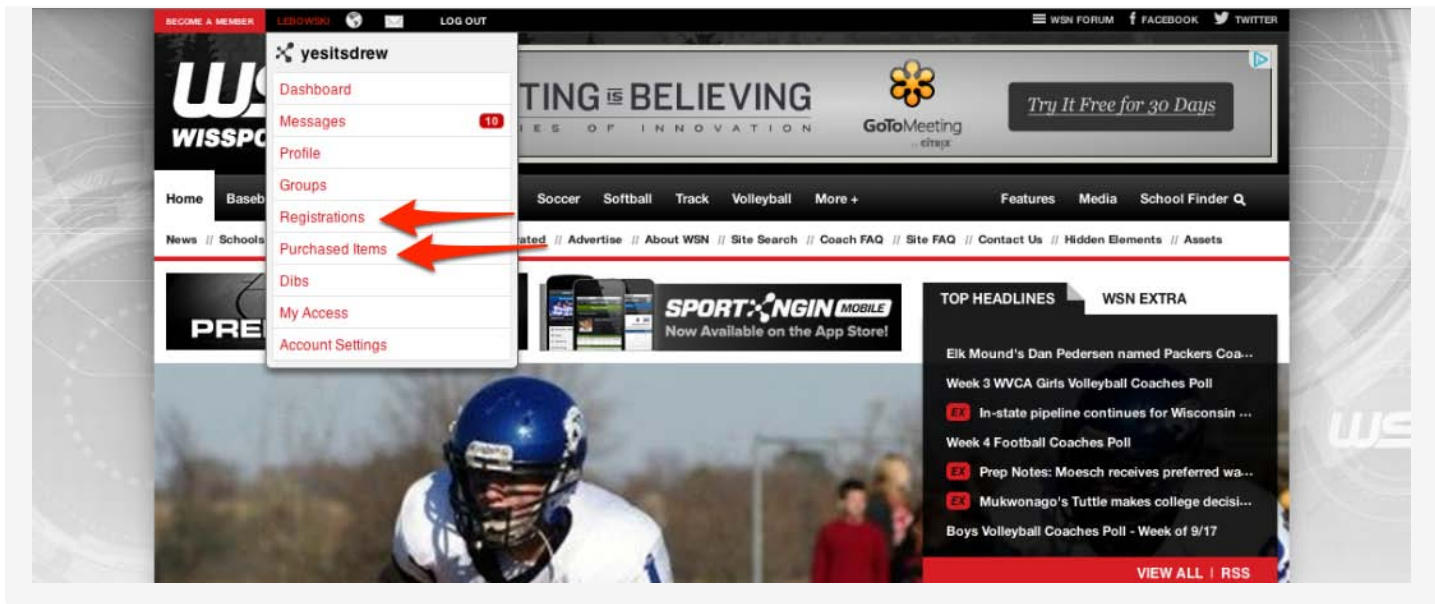 BECOME A MEMBER LEBOWSKI LOG OUT WSN FORUM FACEBOOK TWITTER
yesitsdrew
Dashboard
Messages 10
Profile
Groups
Registrations
Purchased Items
Dibs
My Access
Account Settings
WISSPO
TING IS BELIEVING
IES OF INNOVATION
GoToMeeting
by citrix
Try It Free for 30 Days
Home Baseb Soccer Softball Track Volleyball More + Features Media School Finder
News // Schools ated // Advertise // About WSN // Site Search // Coach FAQ // Site FAQ // Contact Us // Hidden Elements // Assets
PRE
SPORT NGIN MOBILE
Now Available on the App Store!
TOP HEADLINES WSN EXTRA
Elk Mound's Dan Pedersen named Packers Coa...
Week 3 WVCA Girls Volleyball Coaches Poll
EX In-state pipeline continues for Wisconsin ...
Week 4 Football Coaches Poll
EX Prep Notes: Moesch receives preferred wa...
EX Mukwonago's Tuttle makes college decisi...
Boys Volleyball Coaches Poll - Week of 9/17
VIEW ALL | RSS